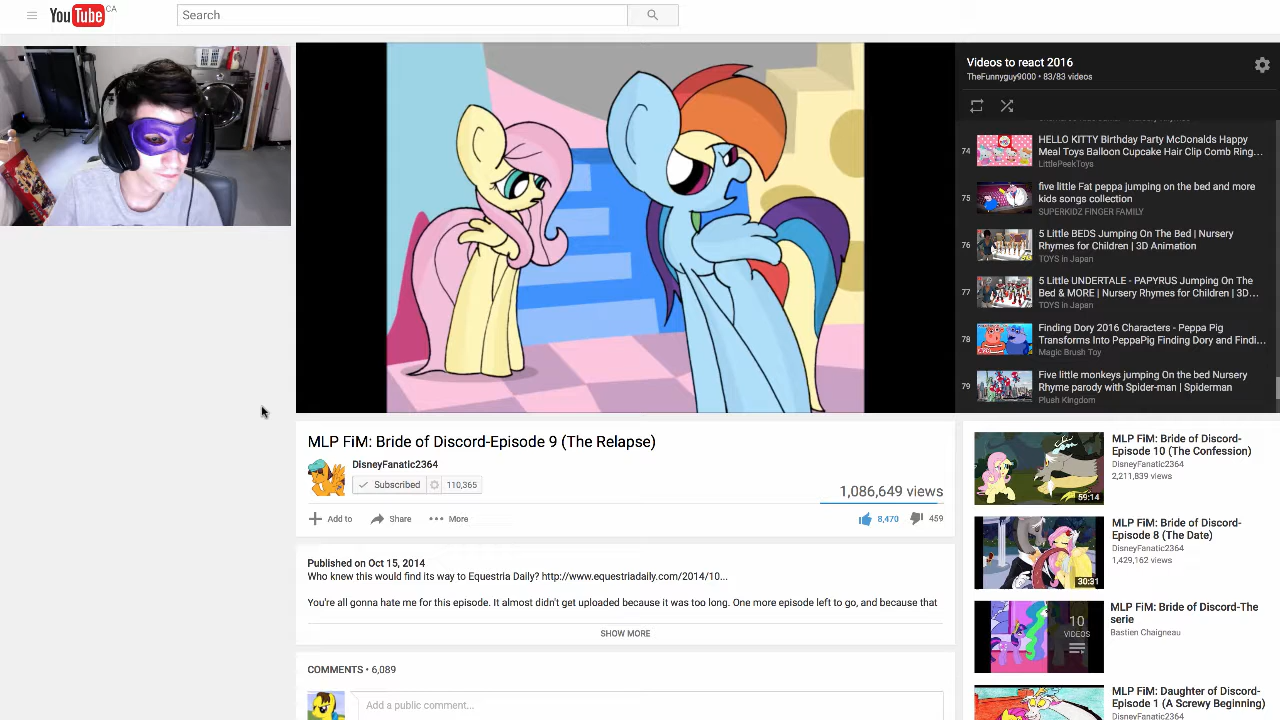 YouTube CA
Search
Videos to react 2016
TheFunnyguy9000 • 83/83 videos
74
HELLO KITTY Birthday Party McDonalds Happy
Meal Toys Balloon Cupcake Hair Clip Comb Ring...
LittlePeekToys
75
five little Fat peppa jumping on the bed and more
kids songs collection
SUPERKIDZ FINGER FAMILY
76
5 Little BEDS Jumping On The Bed | Nursery
Rhymes for Children | 3D Animation
TOYS in Japan
77
5 Little UNDERTALE - PAPYRUS Jumping On The
Bed & MORE | Nursery Rhymes for Children | 3D...
TOYS in Japan
78
Finding Dory 2016 Characters - Peppa Pig
Transforms Into PeppaPig Finding Dory and Findi...
Magic Brush Toy
79
Five little monkeys jumping On the bed Nursery
Rhyme parody with Spider-man | Spiderman
Plush Kingdom
MLP FiM: Bride of Discord-Episode 9 (The Relapse)
DisneyFanatic2364
Subscribed 110,365
1,086,649 views
Add to Share More 8,470 459
Published on Oct 15, 2014
Who knew this would find its way to Equestria Daily? http://www.equestriadaily.com/2014/10...
You're all gonna hate me for this episode. It almost didn't get uploaded because it was too long. One more episode left to go, and because that
SHOW MORE
COMMENTS • 6,089
Add a public comment...
MLP FiM: Bride of Discord-
Episode 10 (The Confession)
DisneyFanatic2364
2,211,839 views
59:14
MLP FiM: Bride of Discord-
Episode 8 (The Date)
DisneyFanatic2364
1,429,162 views
30:31
MLP FiM: Bride of Discord-The
serie
Bastien Chaigneau
10
VIDEOS
MLP FiM: Daughter of Discord-
Episode 1 (A Screwy Beginning)
DisneyFanatic2364